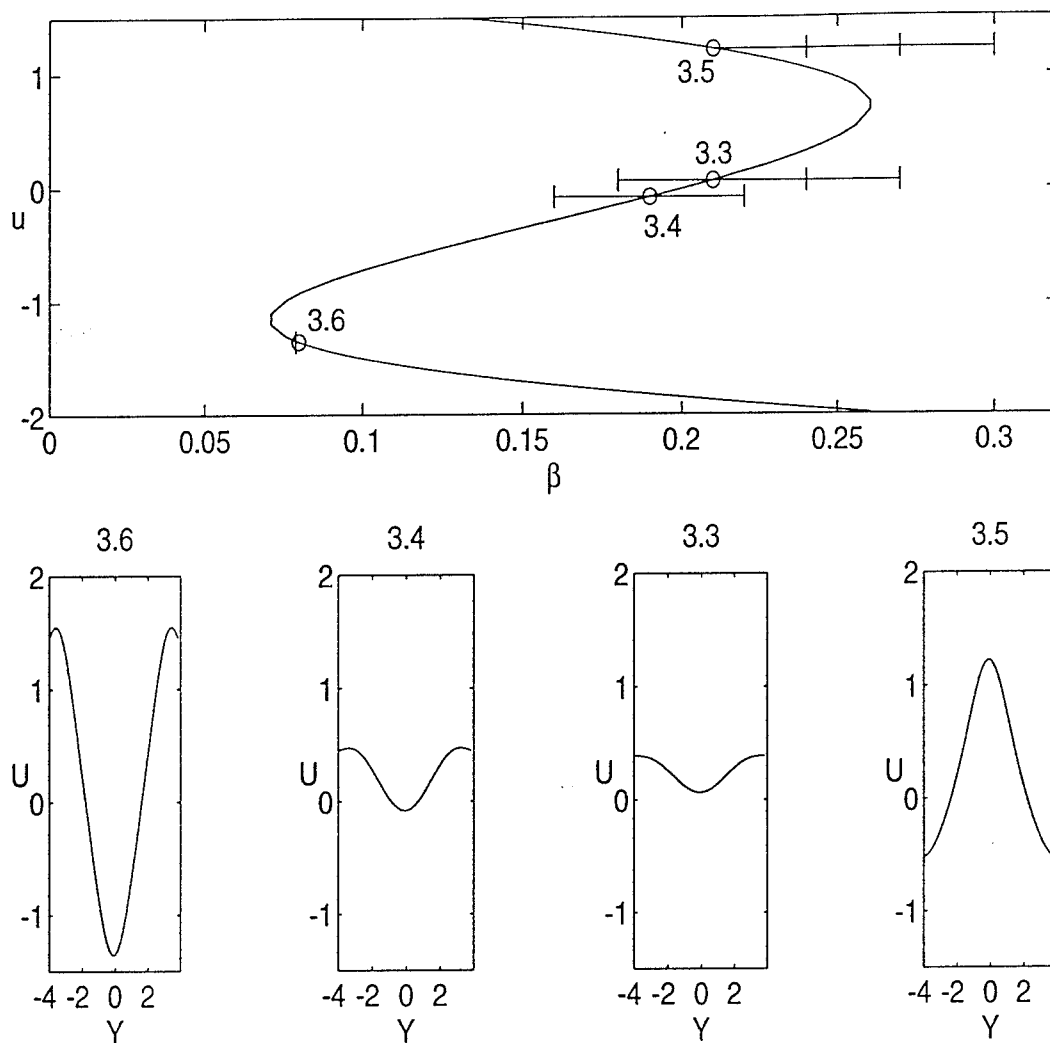 3.5
1
3.3
0
u
3.4
-1
3.6
-2
0 0.05 0.1 0.15 0.2 0.25 0.3
β
3.6 3.4 3.3 3.5
2 2 2 2
1 1 1 1
U U U U
0 0 0 0
-1 -1 -1 -1
-4 -2 0 2 -4 -2 0 2 -4 -2 0 2 -4 -2 0 2
Y Y Y Y